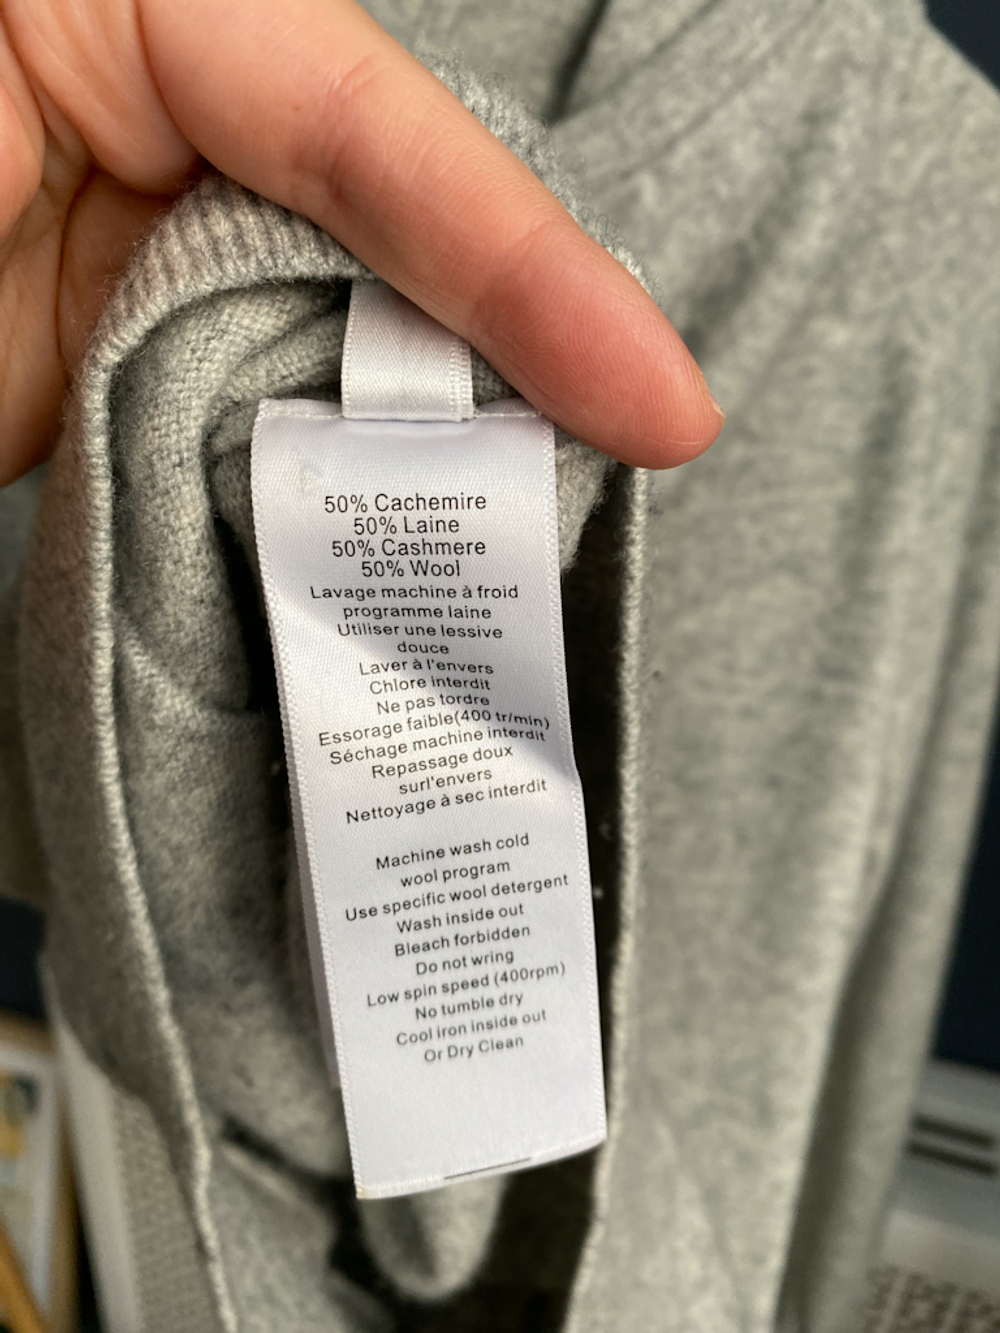 50% Cachemire
50% Laine
50% Cashmere
50% Wool
Lavage machine à froid
programme laine
Utiliser une lessive
douce
Laver à l'envers
Chlore interdit
Ne pas tordre
Essorage faible(400 tr/min)
Séchage machine interdit
Repassage doux
surl'envers
Nettoyage à sec interdit
Machine wash cold
wool program
Use specific wool detergent
Wash inside out
Bleach forbidden
Do not wring
Low spin speed (400rpm)
No tumble dry
Cool iron inside out
Or Dry Clean